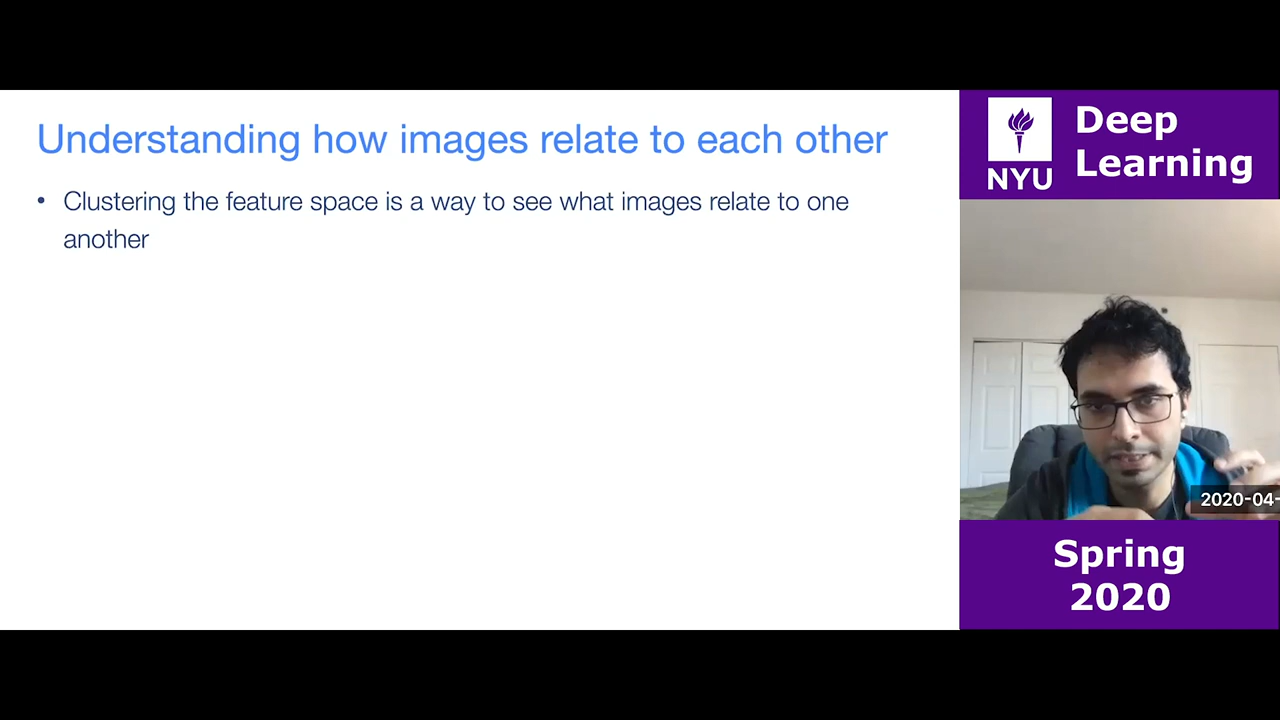 Understanding how images relate to each other
• Clustering the feature space is a way to see what images relate to one
another
NYU
Deep
Learning
2020-04-
Spring
2020